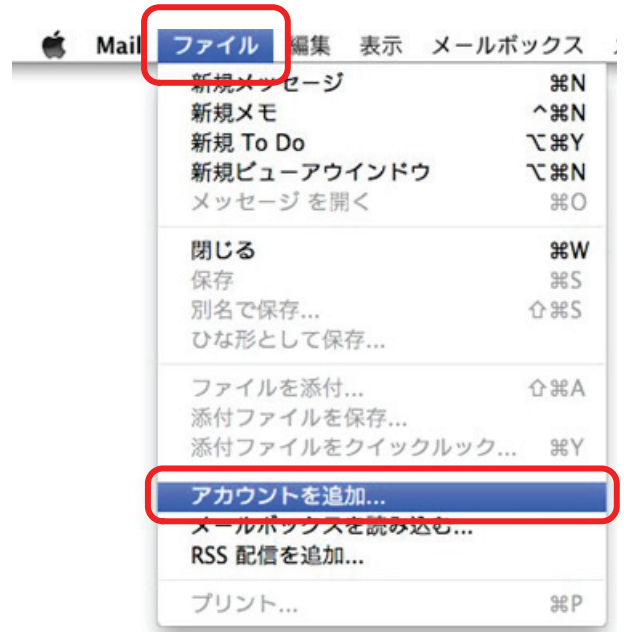 Mail ファイル 編集 表示 メールボックス
新規メッセージ ⌘N
新規メモ ^⌘N
新規 To Do ⌥⌘Y
新規ビューアウインドウ ⌥⌘N
メッセージ を開く ⌘O
閉じる ⌘W
保存 ⌘S
別名で保存... ⇧⌘S
ひな形として保存...
ファイルを添付... ⇧⌘A
添付ファイルを保存...
添付ファイルをクイックルック... ⌘Y
アカウントを追加...
メールボックスを読み込む...
RSS 配信を追加...
プリント... ⌘P